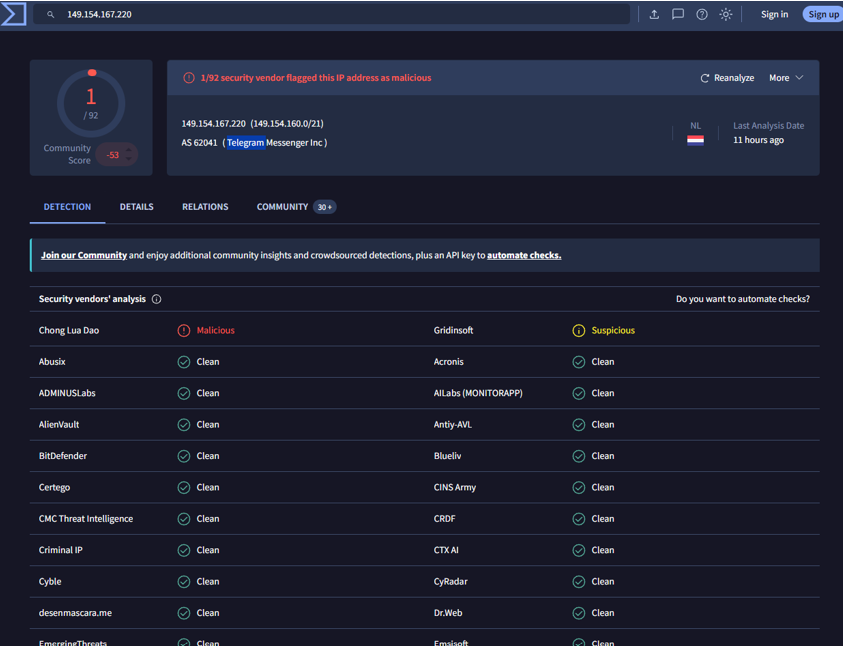 149.154.167.220
Sign in
Sign up
1
/ 92
Community
Score
-53
1/92 security vendor flagged this IP address as malicious
Reanalyze
More
149.154.167.220 (149.154.160.0/21)
AS 62041 ( Telegram Messenger Inc )
NL
Last Analysis Date
11 hours ago
DETECTION
DETAILS
RELATIONS
COMMUNITY 30 +
Join our Community and enjoy additional community insights and crowdsourced detections, plus an API key to automate checks.
Security vendors' analysis
Do you want to automate checks?
Chong Lua Dao Malicious Gridinsoft Suspicious
Abusix Clean Acronis Clean
ADMINUSLabs Clean AILabs (MONITORAPP) Clean
AlienVault Clean Antiy-AVL Clean
BitDefender Clean Blueliv Clean
Certego Clean CINS Army Clean
CMC Threat Intelligence Clean CRDF Clean
Criminal IP Clean CTX AI Clean
Cyble Clean CyRadar Clean
desenmascara.me Clean Dr.Web Clean
EmergingThreats Clean Emsisoft Clean